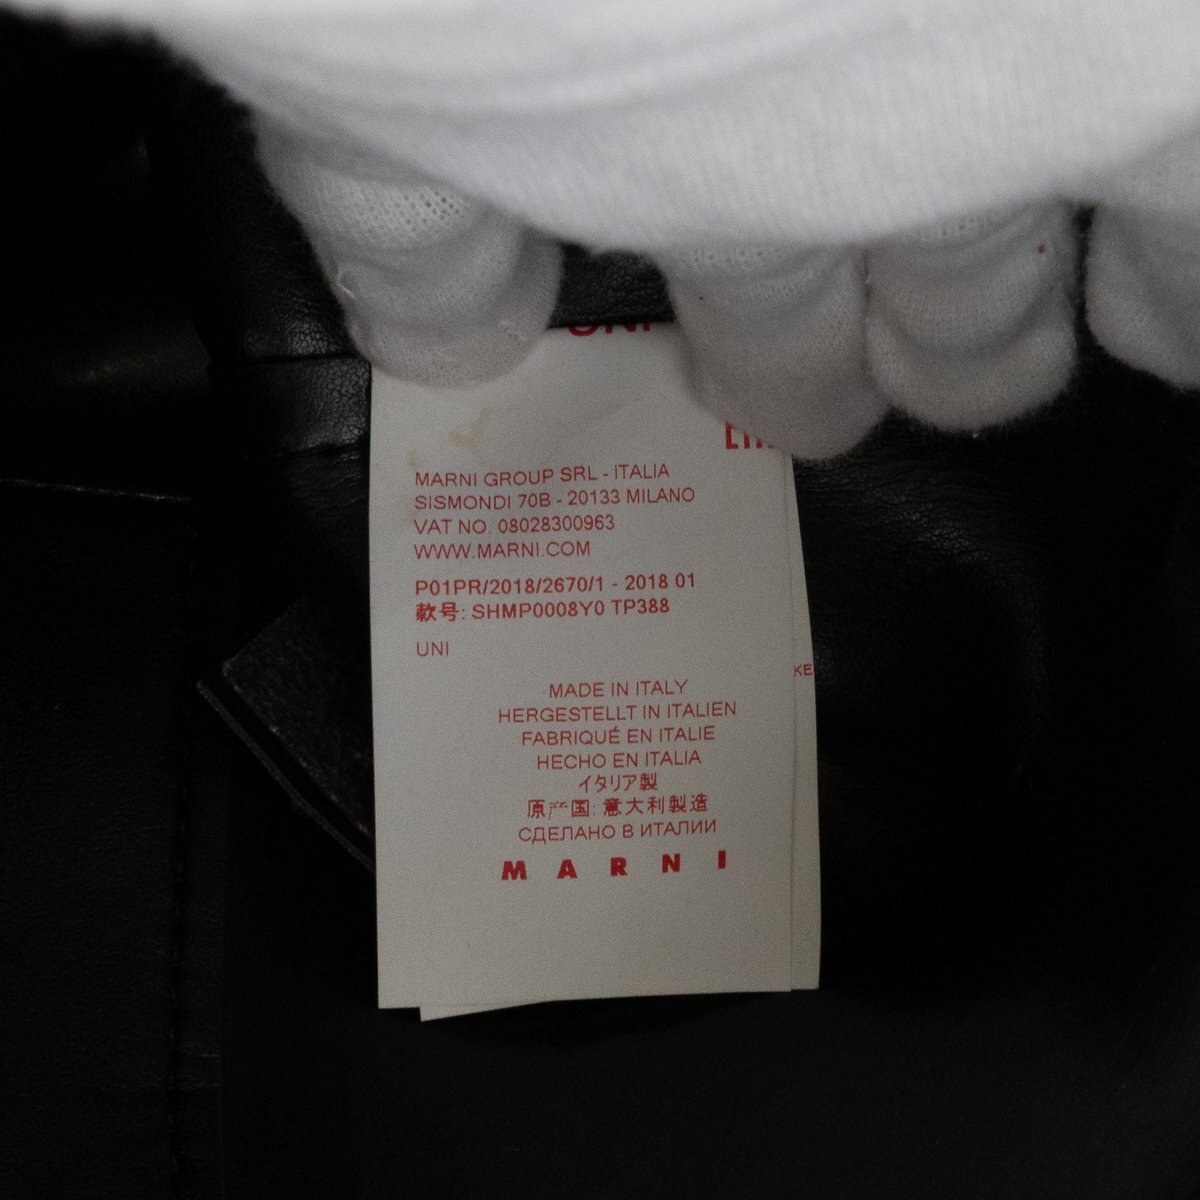 UNI
MARNI GROUP SRL - ITALIA
SISMONDI 70B - 20133 MILANO
VAT NO. 08028300963
WWW.MARNI.COM
P01PR/2018/2670/1 - 2018 01
款号: SHMP0008Y0 TP388
UNI
KE
MADE IN ITALY
HERGESTELLT IN ITALIEN
FABRIQUÉ EN ITALIE
HECHO EN ITALIA
イタリア製
原产国: 意大利製造
СДЕЛАНО В ИТАЛИИ
MARNI